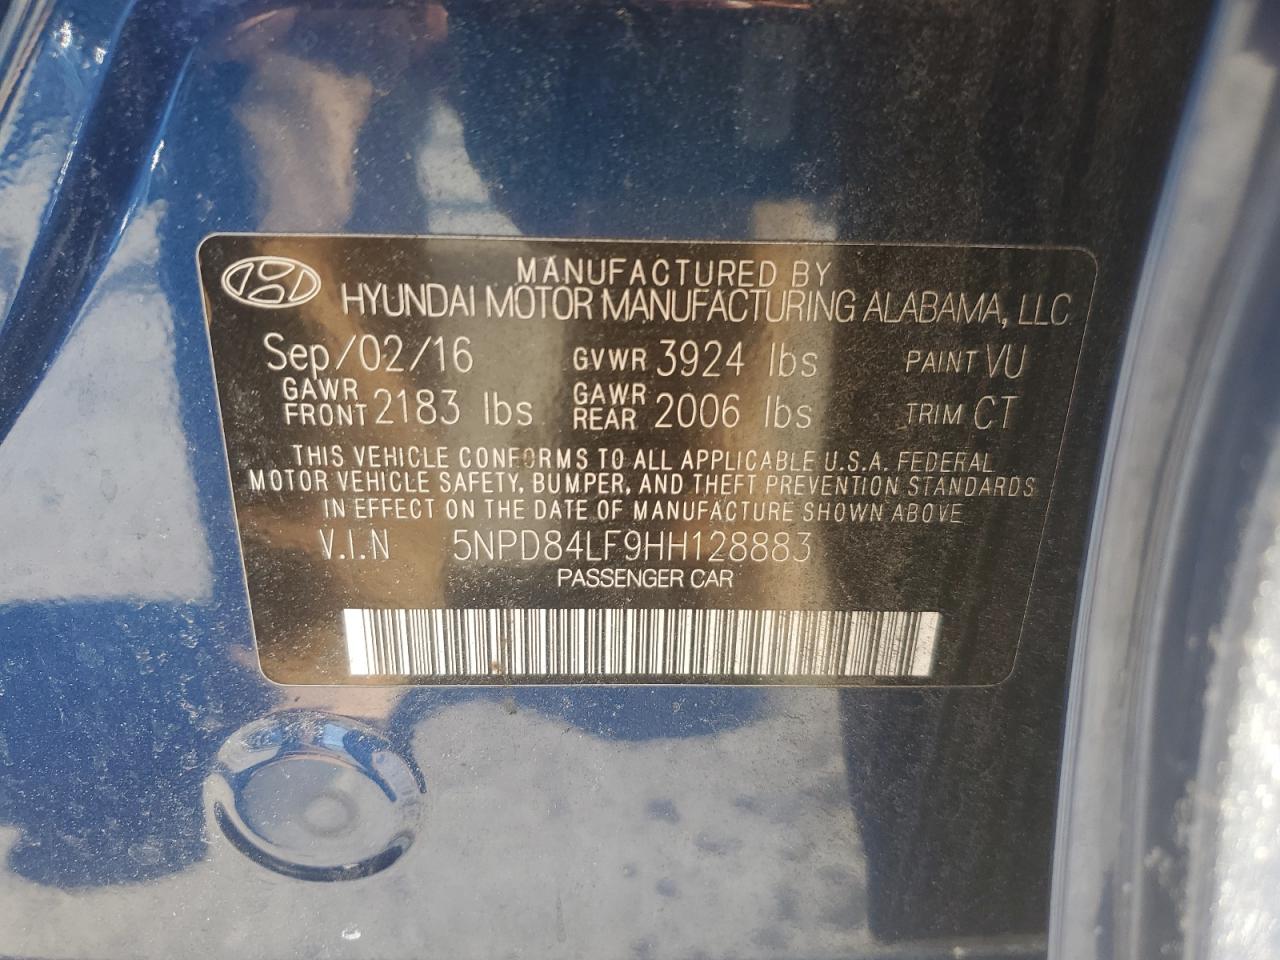 MANUFACTURED BY
HYUNDAI MOTOR MANUFACTURING ALABAMA, LLC
Sep/02/16 GVWR 3924 lbs PAINT VU
GAWR FRONT 2183 lbs GAWR REAR 2006 lbs TRIM CT
THIS VEHICLE CONFORMS TO ALL APPLICABLE U.S.A. FEDERAL
MOTOR VEHICLE SAFETY, BUMPER, AND THEFT PREVENTION STANDARDS
IN EFFECT ON THE DATE OF MANUFACTURE SHOWN ABOVE
V.I.N 5NPD84LF9HH128883
PASSENGER CAR